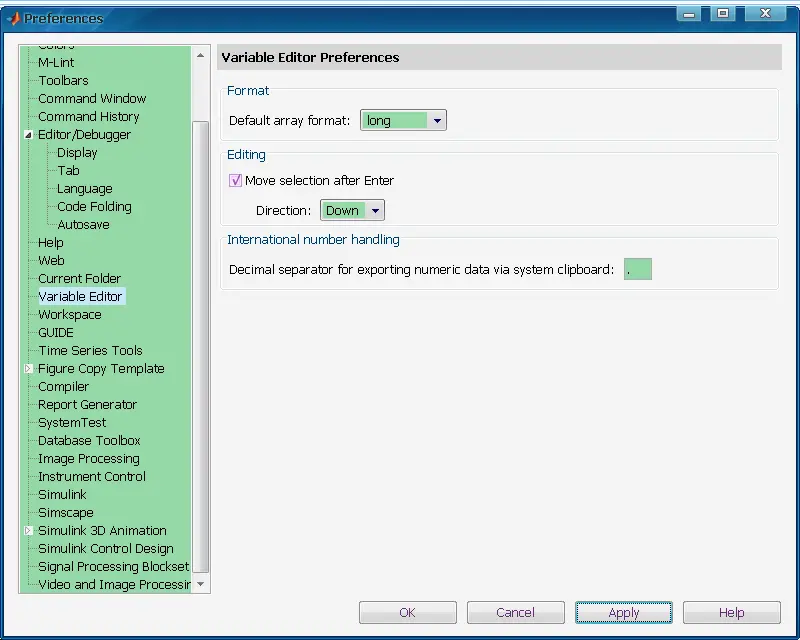 Preferences
Colors
M-Lint
Toolbars
Command Window
Command History
Editor/Debugger
Display
Tab
Language
Code Folding
Autosave
Help
Web
Current Folder
Variable Editor
Workspace
GUIDE
Time Series Tools
Figure Copy Template
Compiler
Report Generator
SystemTest
Database Toolbox
Image Processing
Instrument Control
Simulink
Simscape
Simulink 3D Animation
Simulink Control Design
Signal Processing Blockset
Video and Image Processin
Variable Editor Preferences
Format
Default array format: long
Editing
Move selection after Enter
Direction: Down
International number handling
Decimal separator for exporting numeric data via system clipboard: .
OK Cancel Apply Help